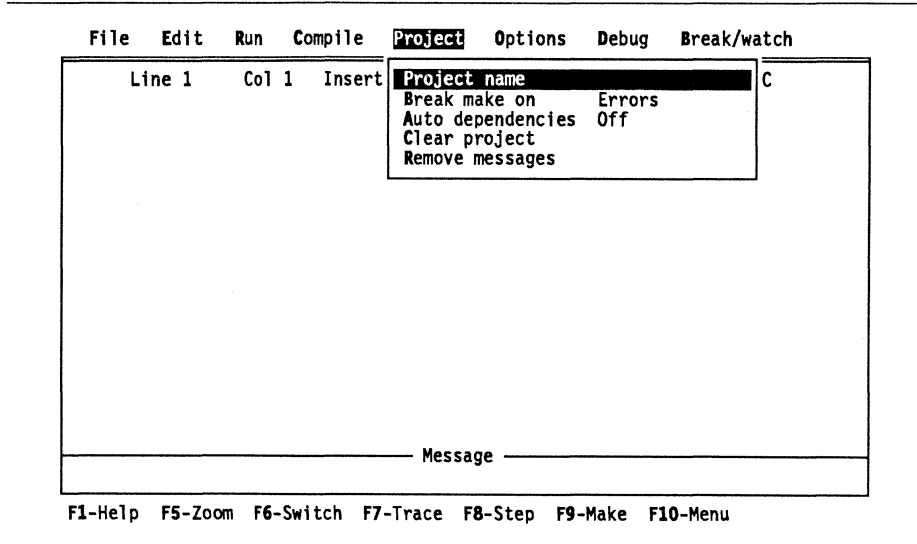 File Edit Run Compile Project Options Debug Break/watch
Line 1 Col 1 Insert C
Project name
Break make on Errors
Auto dependencies Off
Clear project
Remove messages
Message
F1-Help F5-Zoom F6-Switch F7-Trace F8-Step F9-Make F10-Menu